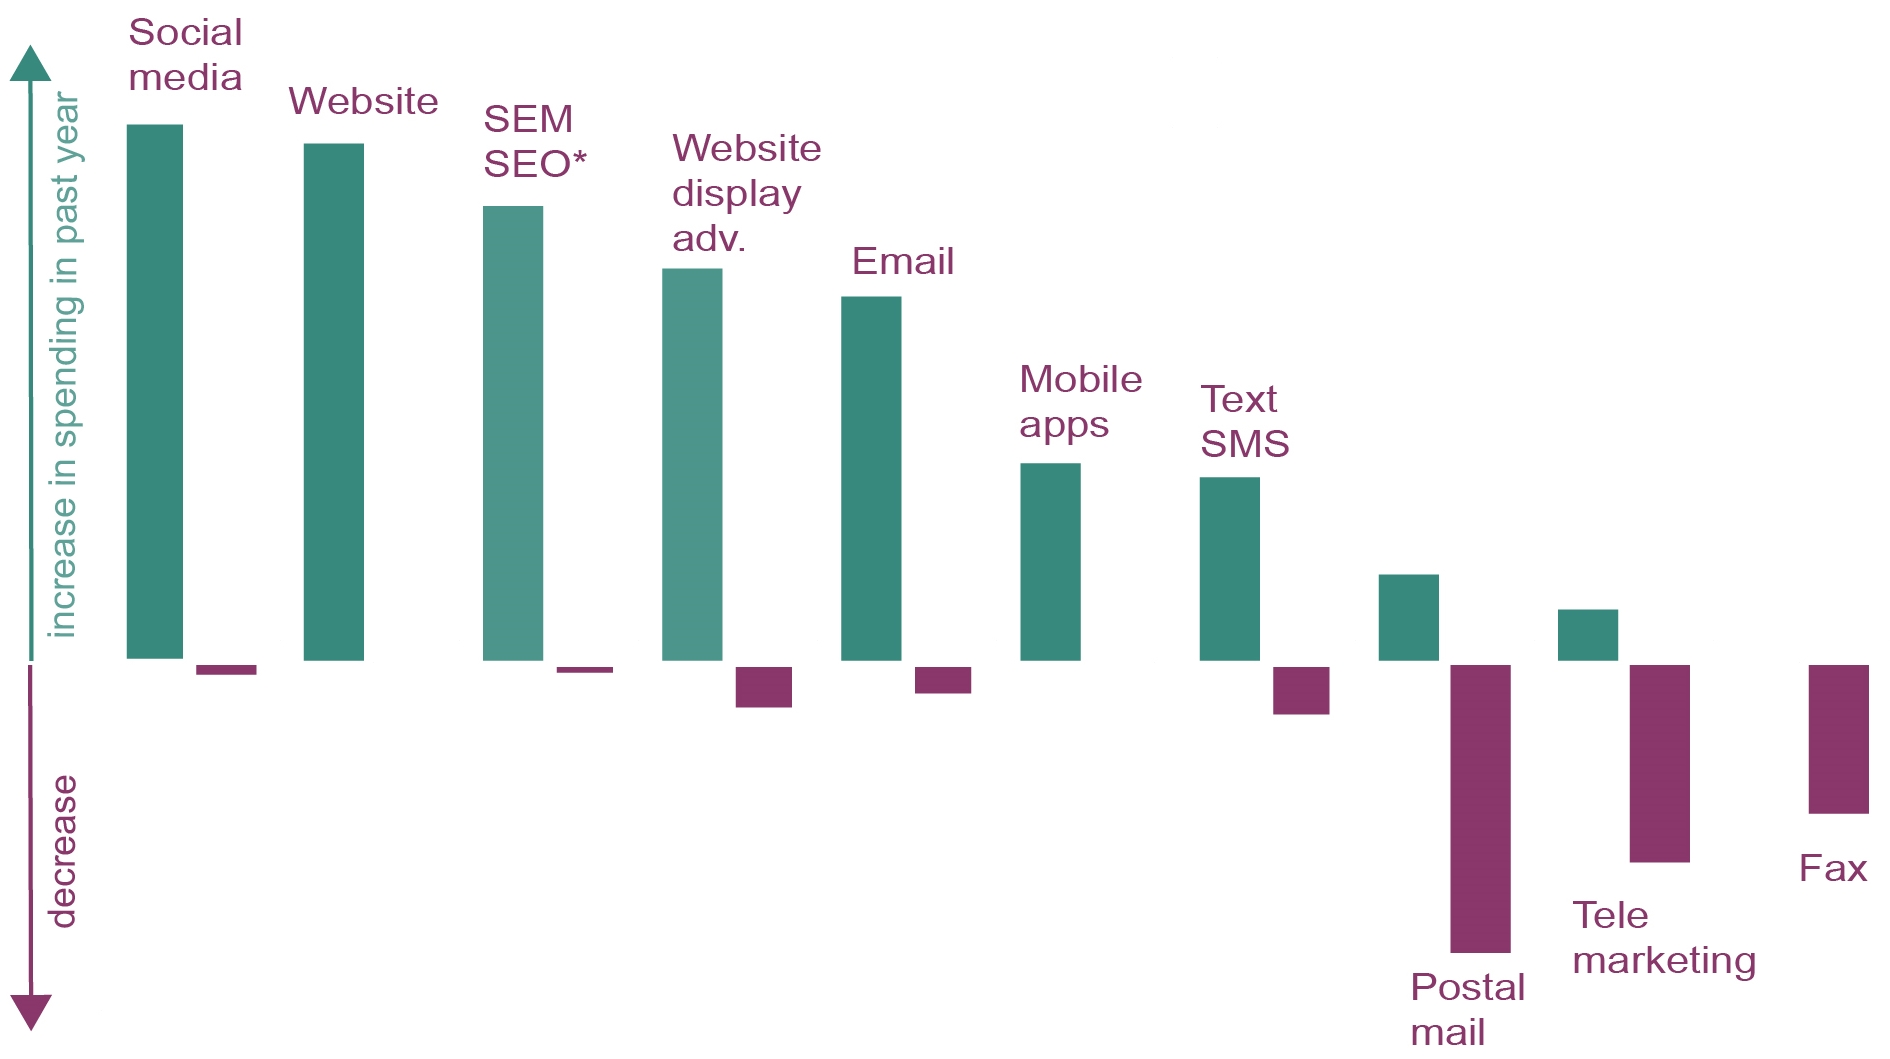 Social
media
Website
SEM
SEO*
Website
display
adv.
Email
Mobile
apps
Text
SMS
increase in spending in past year
decrease
Fax
Tele
marketing
Postal
mail